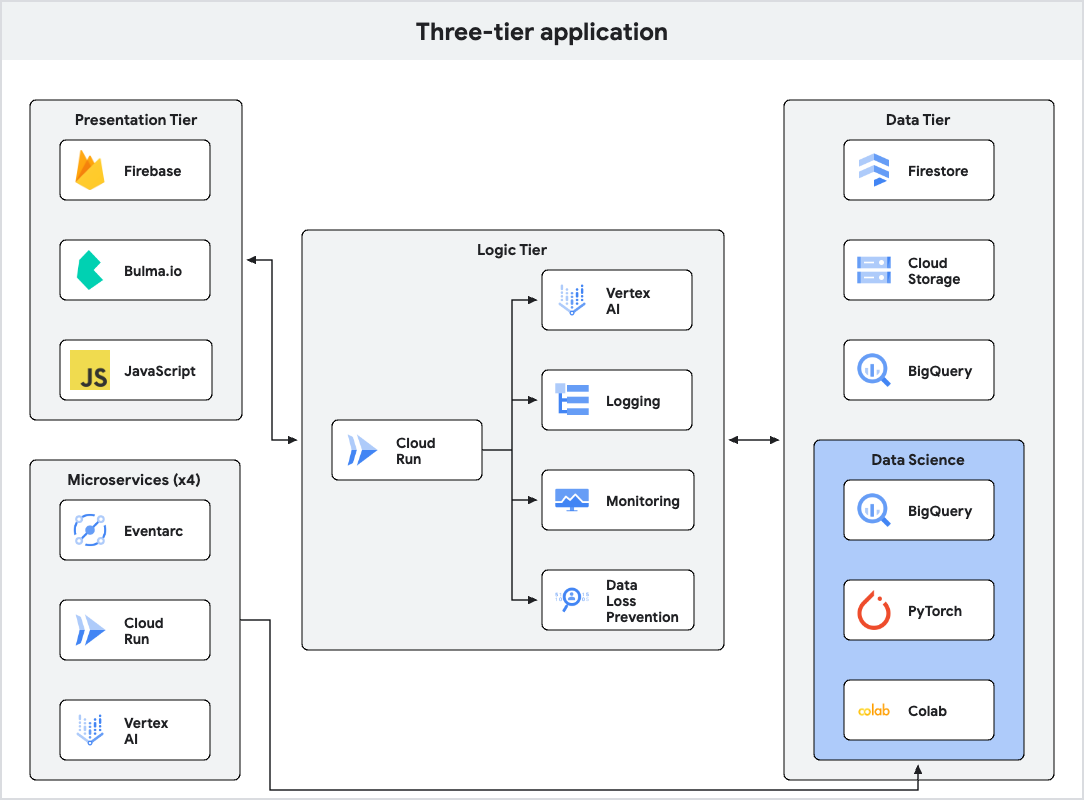 Three-tier application
Presentation Tier
Firebase
Bulma.io
JS
JavaScript
Microservices (x4)
Eventarc
Cloud
Run
Vertex
AI
Logic Tier
Cloud
Run
Vertex
AI
Logging
Monitoring
Data
Loss
Prevention
Data Tier
Firestore
Cloud
Storage
BigQuery
Data Science
BigQuery
PyTorch
colab
Colab